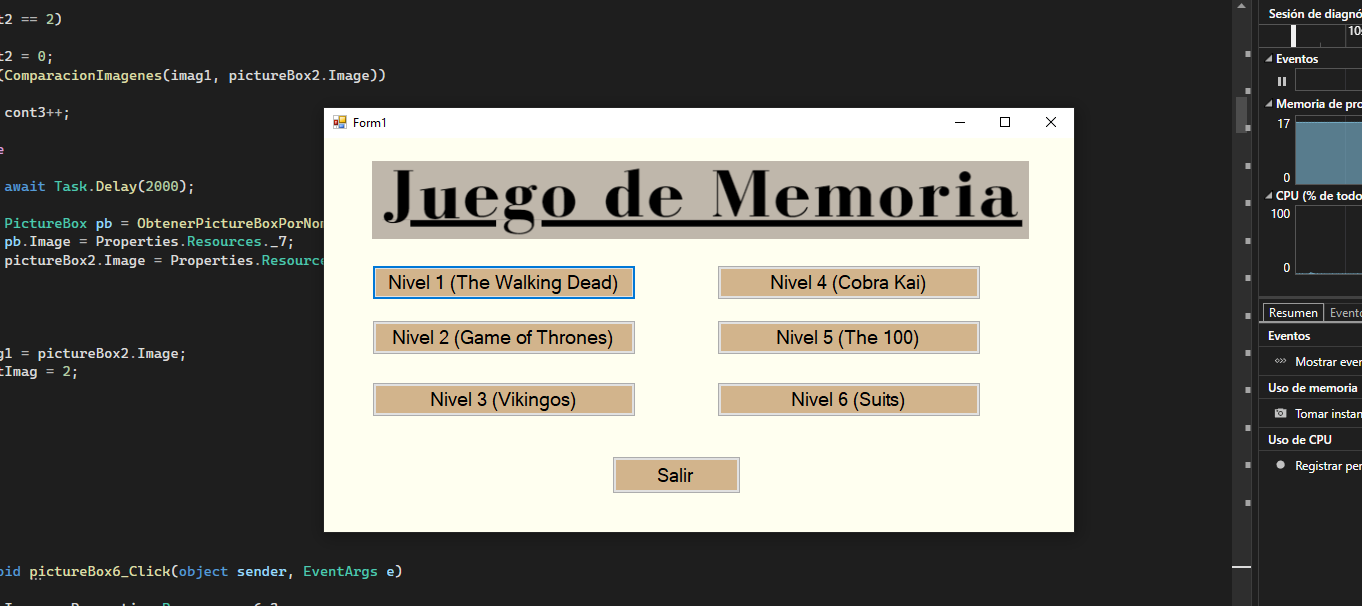 t2 == 2)
t2 = 0;
(ComparacionImagenes(imag1, pictureBox2.Image))
cont3++;
e
await Task.Delay(2000);
PictureBox pb = ObtenerPictureBoxPorNom
pb.Image = Properties.Resources._7;
pictureBox2.Image = Properties.Resource
g1 = pictureBox2.Image;
tImag = 2;
oid pictureBox6_Click(object sender, EventArgs e)
Form1
Juego de Memoria
Nivel 1 (The Walking Dead)
Nivel 4 (Cobra Kai)
Nivel 2 (Game of Thrones)
Nivel 5 (The 100)
Nivel 3 (Vikingos)
Nivel 6 (Suits)
Salir
Sesión de diagnó
10
Eventos
Memoria de pro
17
0
CPU (% de todo
100
0
Resumen
Evento
Eventos
Mostrar ever
Uso de memoria
Tomar instan
Uso de CPU
Registrar per